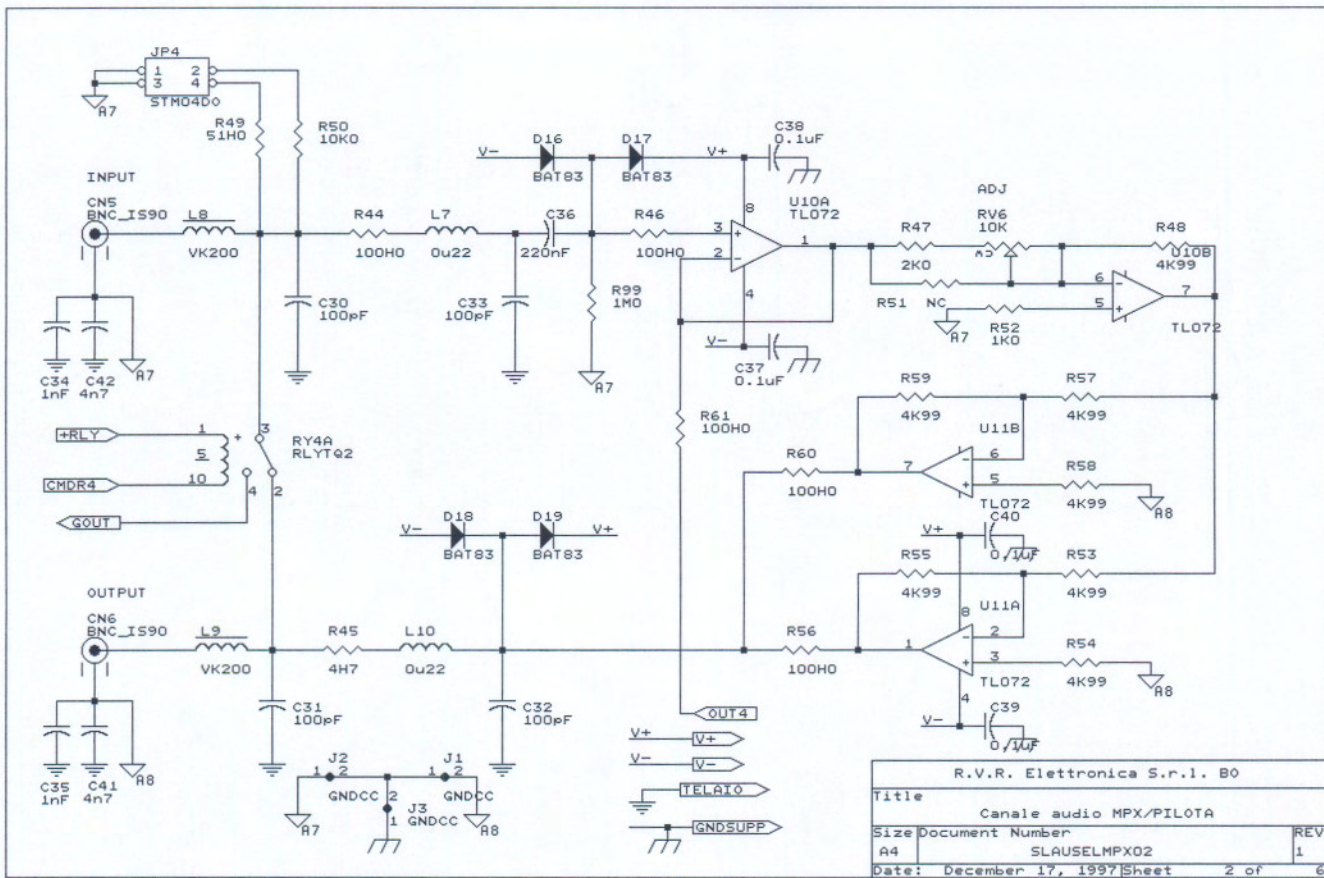 JP4
1 2
3 4
STM04D0
A7
R49
51H0
R50
10K0
D16
BAT83
D17
BAT83
V-
V+
C38
0.1uF
INPUT
CN5
BNC_IS90
L8
VK200
R44
100H0
L7
0u22
C36
220nF
R46
100H0
8
3
2
1
4
U10A
TL072
R47
2K0
ADJ
RV6
10K
R48
4K99
U10B
6
5
7
TL072
R51 NC
R52
1K0
A7
C30
100pF
C33
100pF
R99
1M0
A7
V-
C37
0.1uF
C34
1nF
C42
4n7
A7
R61
100H0
R59
4K99
R57
4K99
U11B
6
5
7
TL072
R60
100H0
R58
4K99
A8
+RLY
CMDR4
GOUT
1
5
10
+
3
4
2
RY4A
RLYTQ2
V-
D18
BAT83
D19
BAT83
V+
V+
C40
0,1uF
R55
4K99
R53
4K99
U11A
8
2
3
1
4
TL072
R56
100H0
R54
4K99
A8
V-
C39
0,1uF
OUTPUT
CN6
BNC_IS90
L9
VK200
R45
4H7
L10
0u22
C31
100pF
C32
100pF
C35
1nF
C41
4n7
A8
J2
1 2
GNDCC
J1
1 2
GNDCC
2
J3
1 GNDCC
A7
A8
OUT4
V+ V+
V- V-
TELAIO
GNDSUPP
R.V.R. Elettronica S.r.l. BO
Title
Canale audio MPX/PILOTA
Size Document Number REV
A4 SLAUSELMPX02 1
Date: December 17, 1997 Sheet 2 of 6